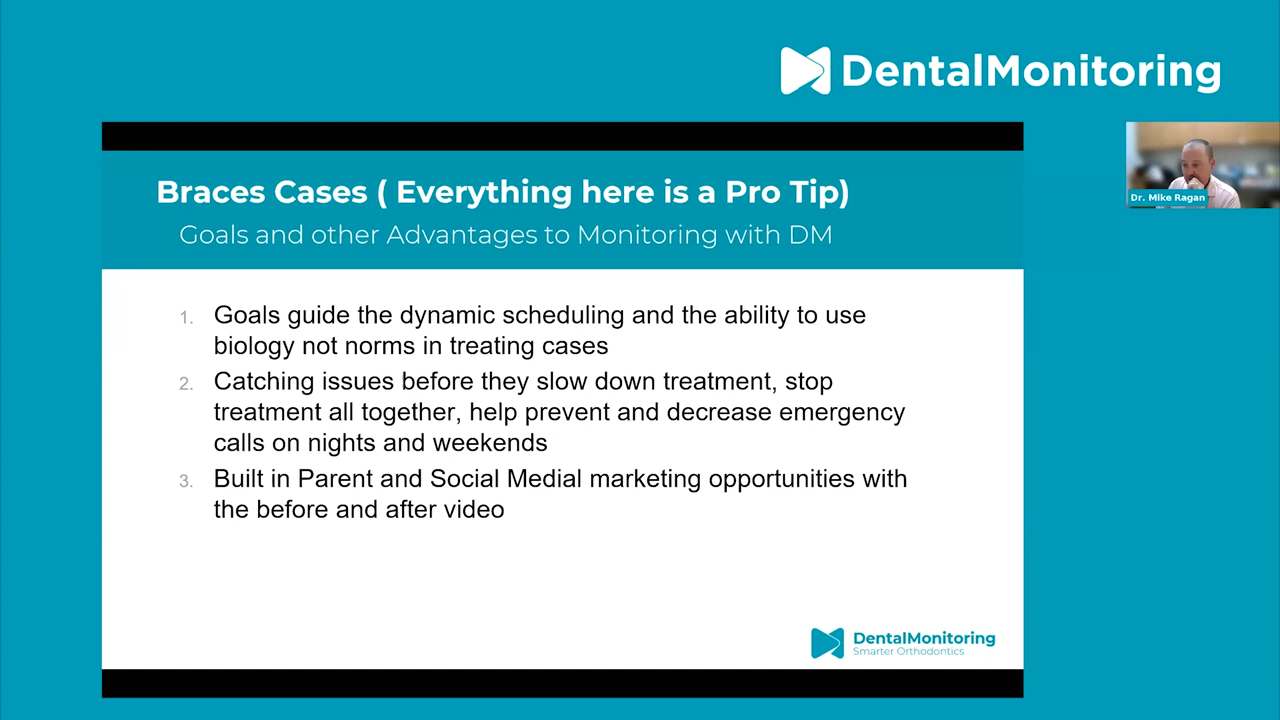 DentalMonitoring
Braces Cases ( Everything here is a Pro Tip)
Goals and other Advantages to Monitoring with DM
Dr. Mike Ragan
1. Goals guide the dynamic scheduling and the ability to use
biology not norms in treating cases
2. Catching issues before they slow down treatment, stop
treatment all together, help prevent and decrease emergency
calls on nights and weekends
3. Built in Parent and Social Medial marketing opportunities with
the before and after video
DentalMonitoring
Smarter Orthodontics